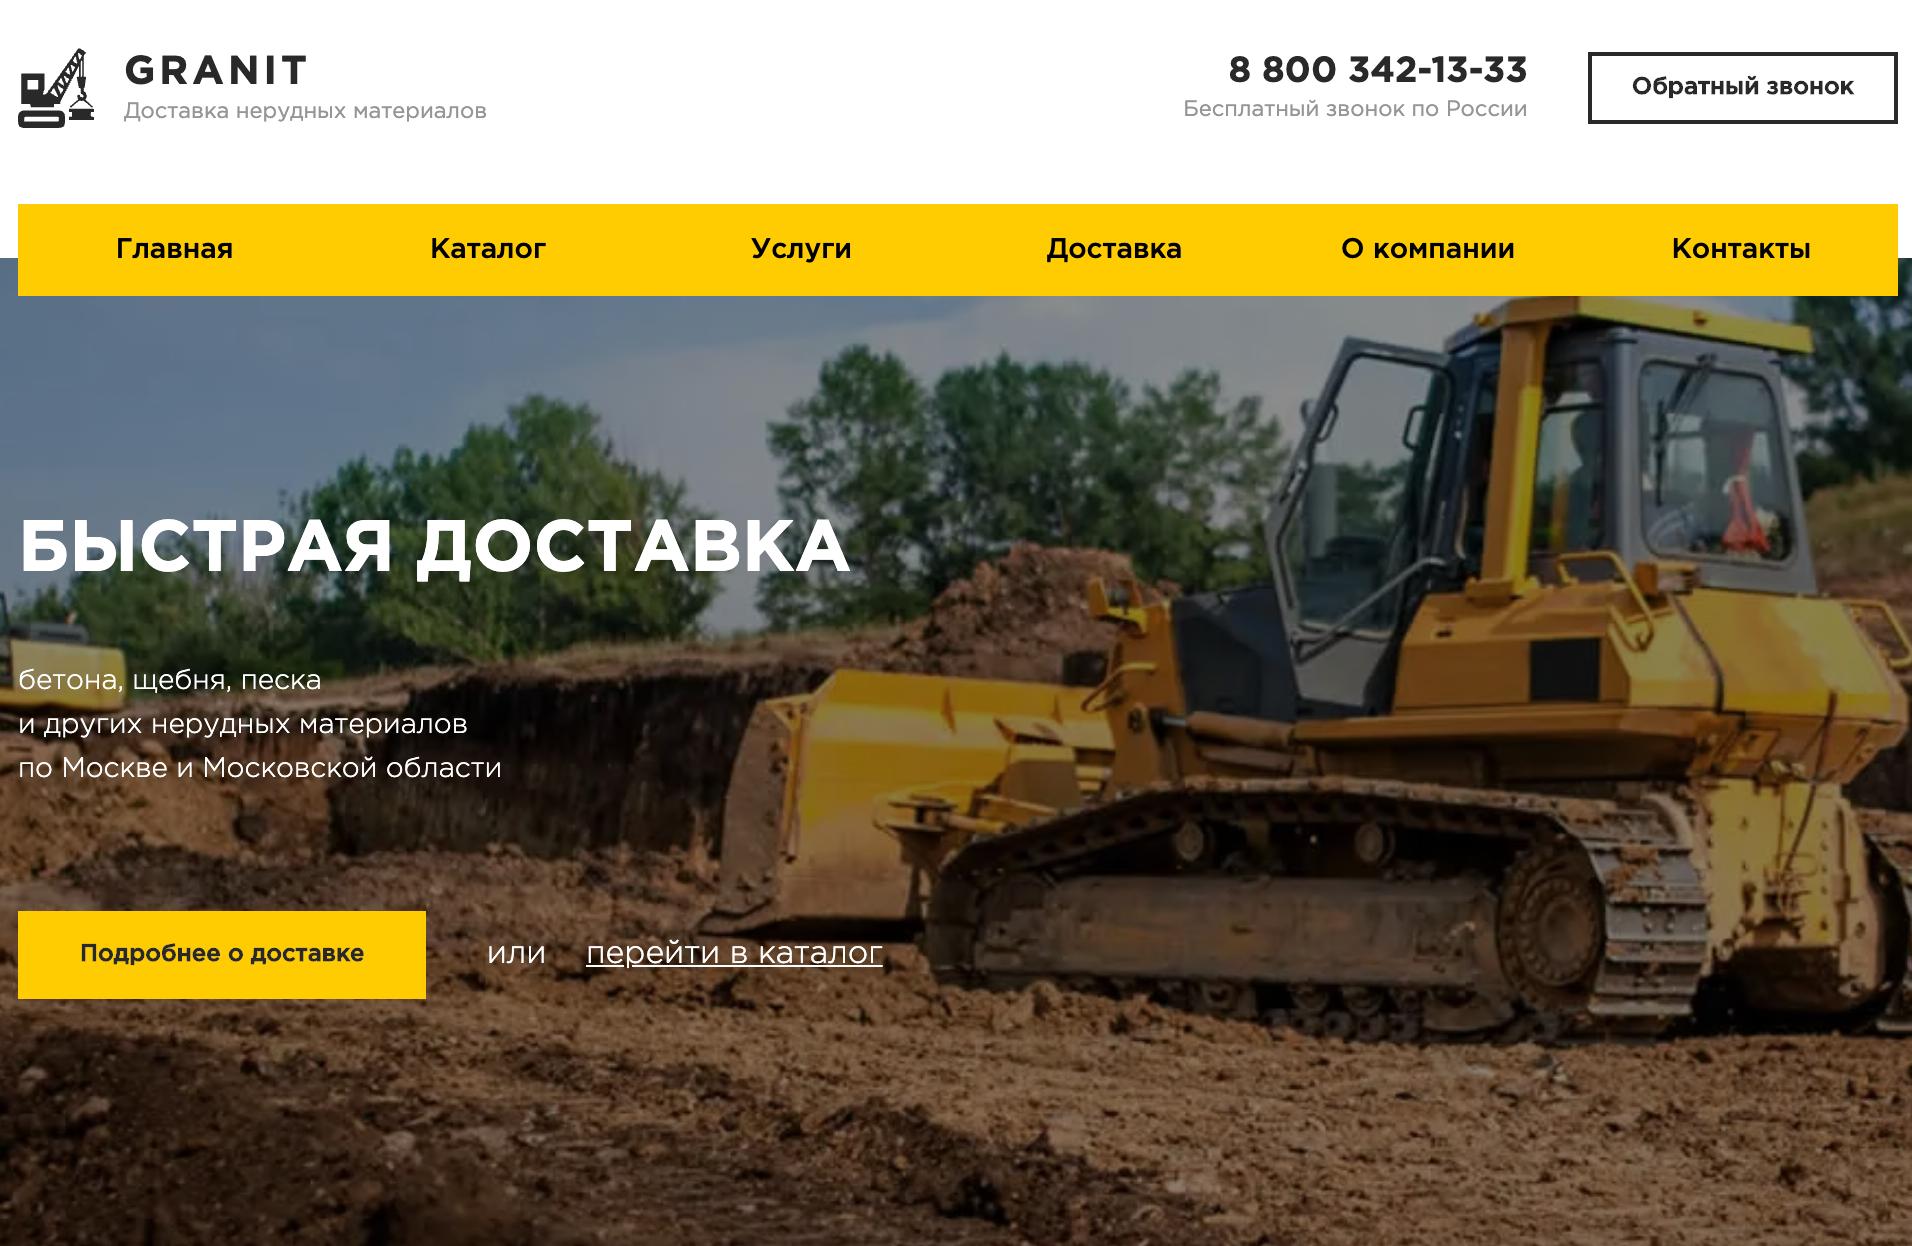 GRANIT
Доставка нерудных материалов
8 800 342-13-33
Бесплатный звонок по России
Обратный звонок
Главная
Каталог
Услуги
Доставка
О компании
Контакты
БЫСТРАЯ ДОСТАВКА
бетона, щебня, песка
и других нерудных материалов
по Москве и Московской области
Подробнее о доставке
или перейти в каталог